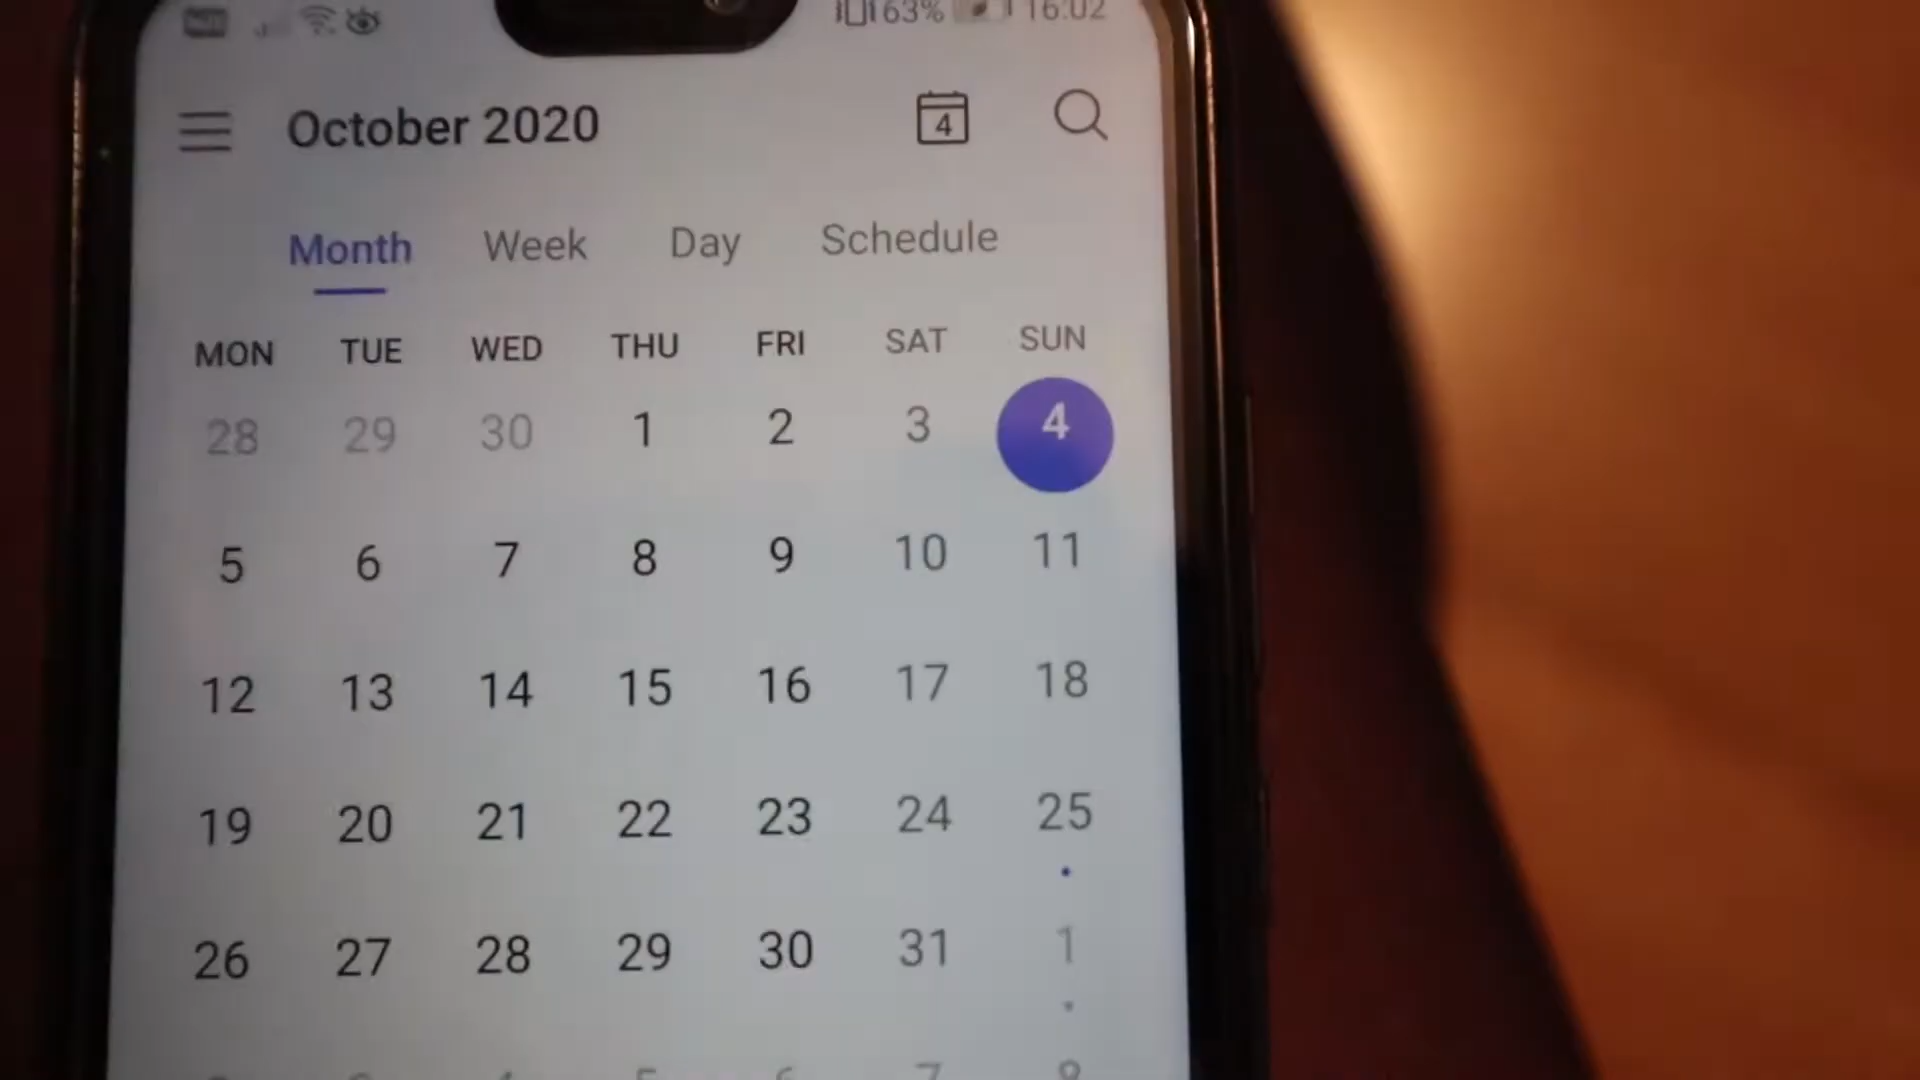 63% 16:02
October 2020 4
Month Week Day Schedule
MON TUE WED THU FRI SAT SUN
28 29 30 1 2 3 4
5 6 7 8 9 10 11
12 13 14 15 16 17 18
19 20 21 22 23 24 25
26 27 28 29 30 31 1